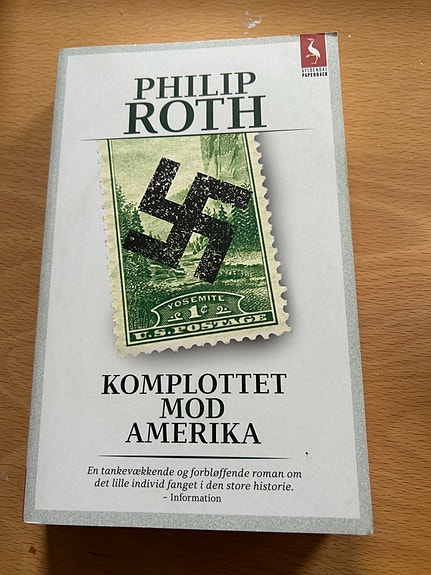 GYLDENDAL
PAPERBACK
PHILIP
ROTH
YOSEMITE
1¢
U.S. POSTAGE
KOMPLOTTET
MOD
AMERIKA
En tankevækkende og forbløffende roman om
det lille individ fanget i den store historie.
– Information